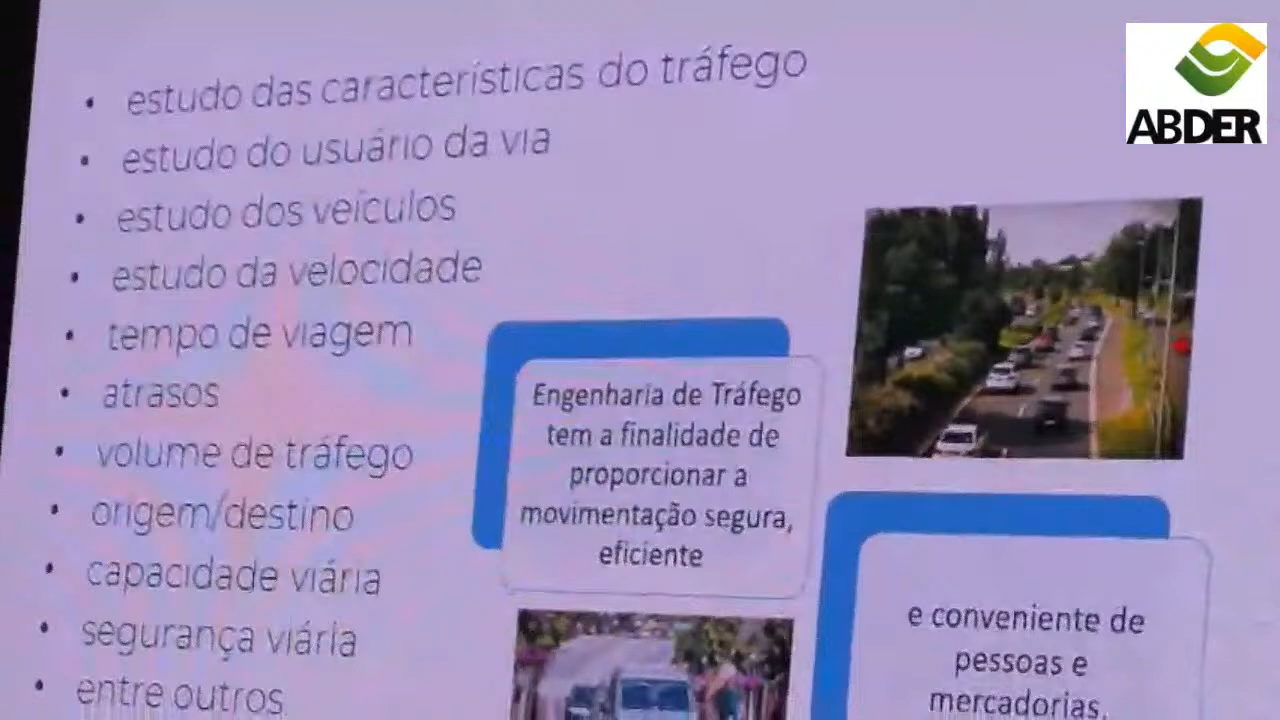 ABDER
• estudo das características do tráfego
• estudo do usuário da via
• estudo dos veículos
• estudo da velocidade
• tempo de viagem
• atrasos
• volume de tráfego
• origem/destino
• capacidade viária
• segurança viária
• entre outros
Engenharia de Tráfego
tem a finalidade de
proporcionar a
movimentação segura,
eficiente
e conveniente de
pessoas e
mercadorias.